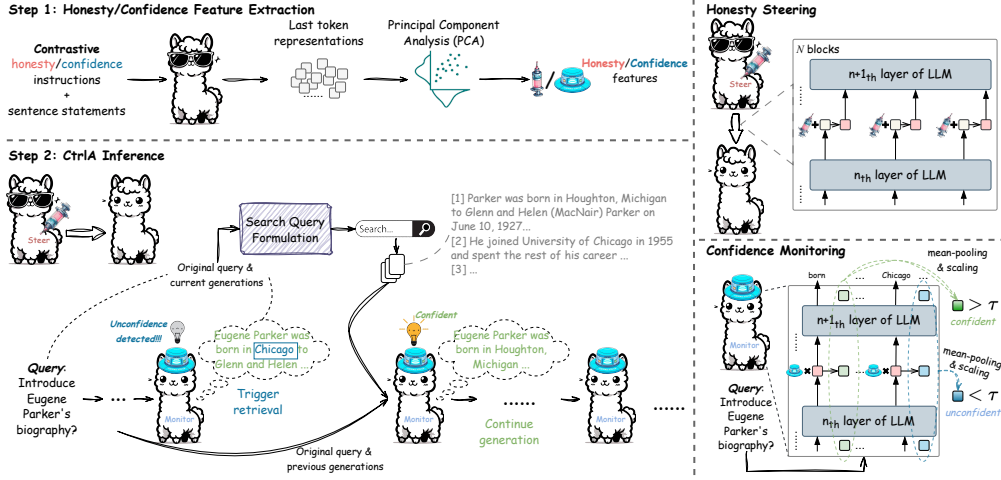 Step 1: Honesty/Confidence Feature Extraction
Contrastive
honesty/confidence
instructions
+
sentence statements
Last token
representations
......
Principal Component
Analysis (PCA)
/
Honesty/Confidence
features
Step 2: CtrlA Inference
Steer
Search Query
Formulation
Search...
[1] Parker was born in Houghton, Michigan
to Glenn and Helen (MacNair) Parker on
June 10, 1927...
[2] He joined University of Chicago in 1955
and spent the rest of his career ...
[3] ...
Original query &
current generations
Unconfidence
detected!!!!
Eugene Parker was
born in Chicago to
Glenn and Helen ...
Confident
Eugene Parker was
born in Houghton,
Michigan ...
Query:
Introduce
Eugene
Parker's
biography?
...
Monitor
Trigger
retrieval
Monitor
......
Continue
generation
Monitor
......
Original query &
previous generations
Honesty Steering
Steer
N blocks
n+1th layer of LLM
+
+
+
nth layer of LLM
Confidence Monitoring
mean-pooling
& scaling
born
...
Chicago
...
> τ
confident
n+1th layer of LLM
Monitor
mean-pooling
& scaling
×
...
×
...
< τ
unconfident
Query:
Introduce
Eugene
Parker's
biography?
nth layer of LLM
...